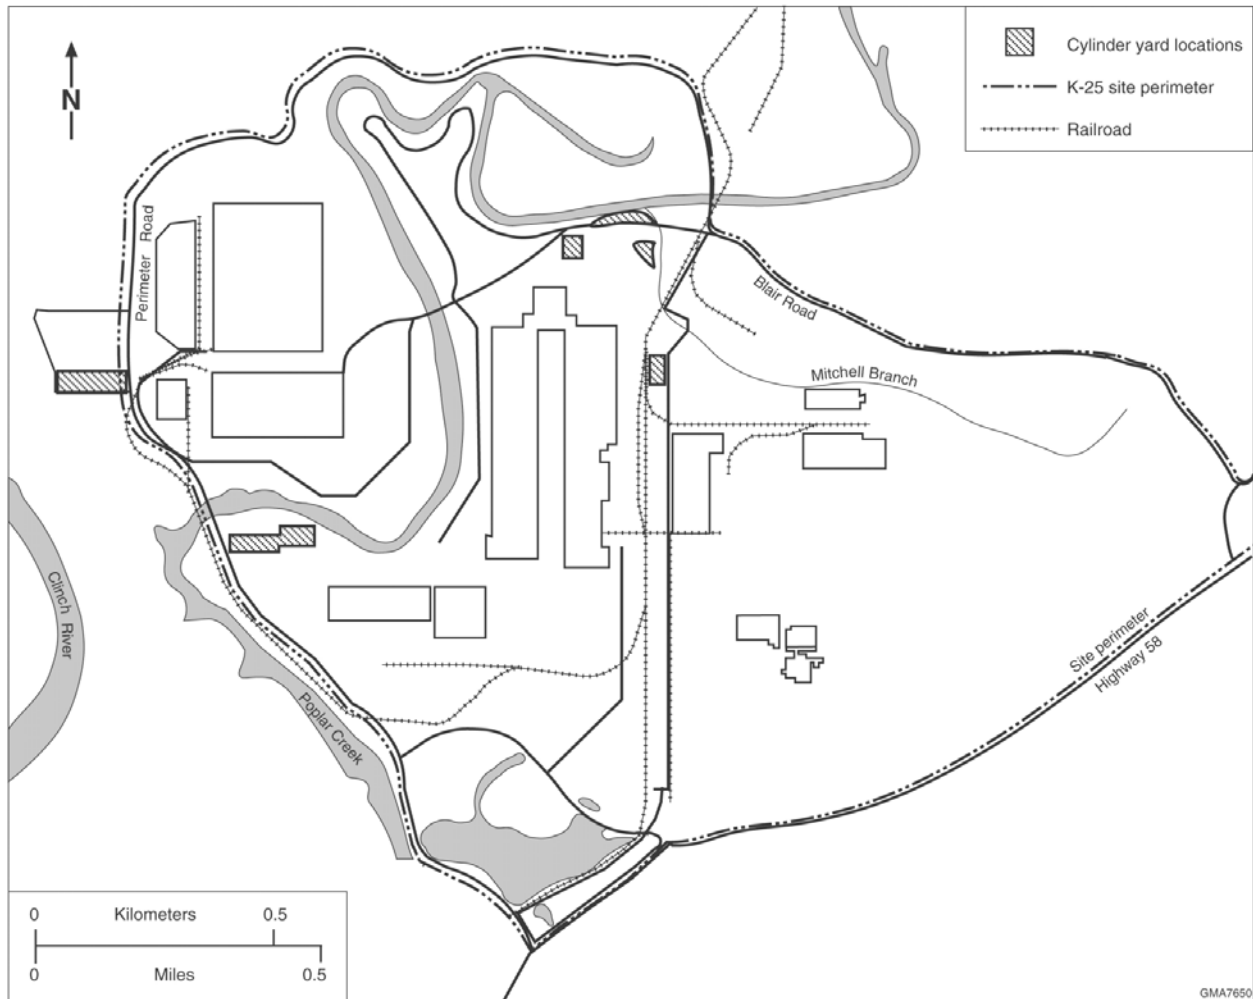 Cylinder yard locations
K-25 site perimeter
Railroad
N
Perimeter Road
Blair Road
Mitchell Branch
Clinch River
Poplar Creek
Site perimeter
Highway 58
0 Kilometers 0.5
0 Miles 0.5
GMA7650